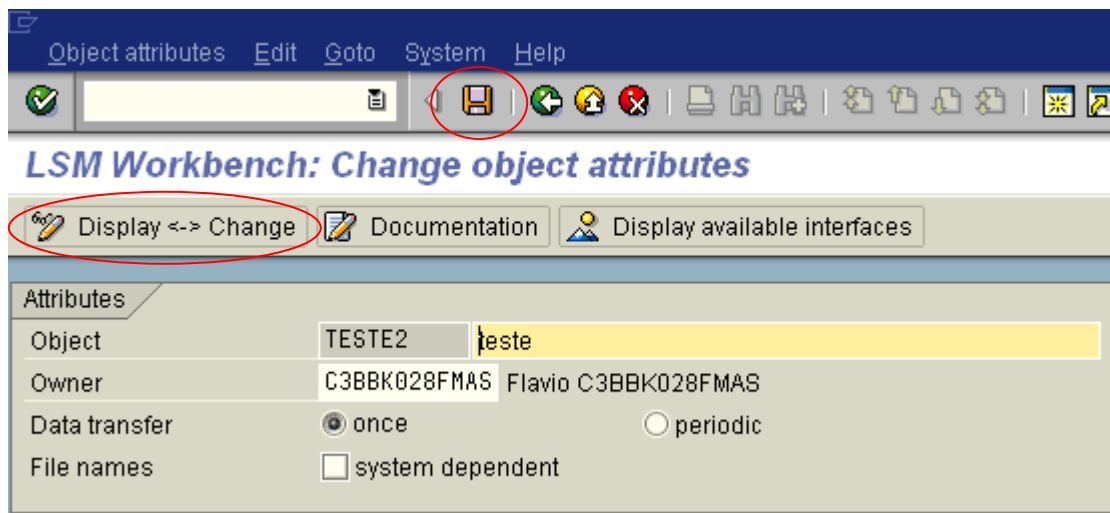 Object attributes Edit Goto System Help
LSM Workbench: Change object attributes
Display <-> Change Documentation Display available interfaces
Attributes
Object TESTE2 teste
Owner C3BBK028FMAS Flavio C3BBK028FMAS
Data transfer once periodic
File names system dependent